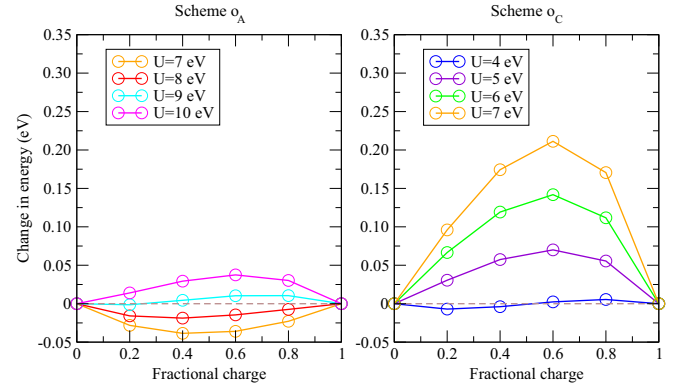 Scheme o_A
Scheme o_C
Change in energy (eV)
0.35
0.30
0.25
0.20
0.15
0.10
0.05
0
-0.05
U=7 eV
U=8 eV
U=9 eV
U=10 eV
0
0.2
0.4
0.6
0.8
1
Fractional charge
0.35
0.30
0.25
0.20
0.15
0.10
0.05
0
-0.05
U=4 eV
U=5 eV
U=6 eV
U=7 eV
0
0.2
0.4
0.6
0.8
1
Fractional charge